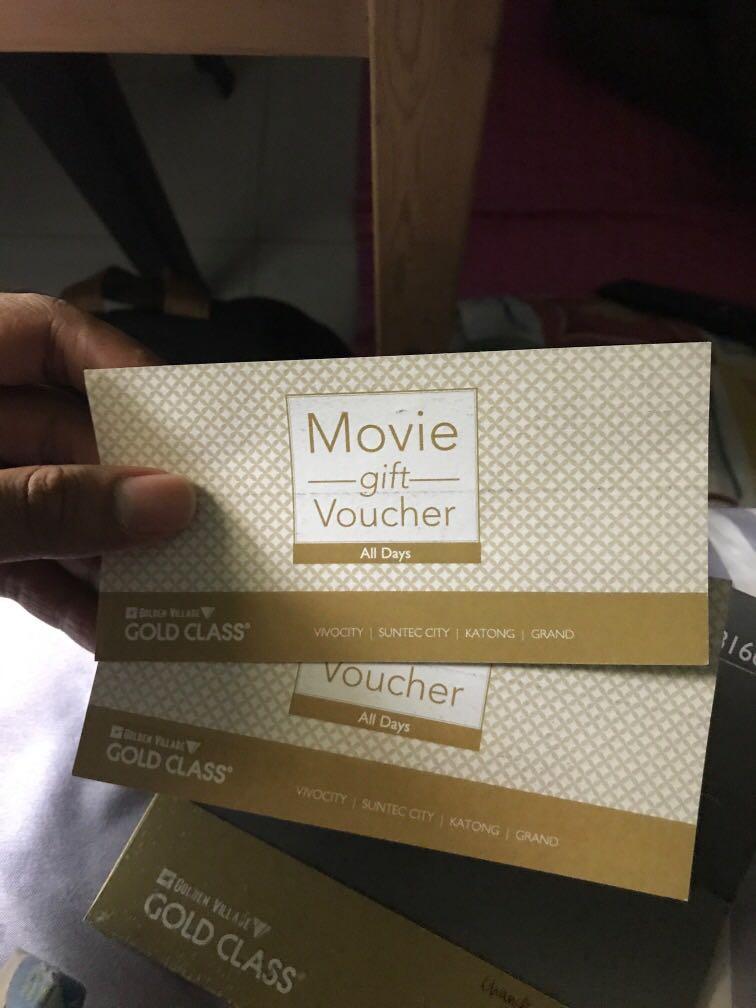 Movie
gift
Voucher
All Days
GOLDEN VILLAGE
GOLD CLASS®
VIVOCITY | SUNTEC CITY | KATONG | GRAND
Voucher
All Days
GOLDEN VILLAGE
GOLD CLASS®
VIVOCITY | SUNTEC CITY | KATONG | GRAND
GOLDEN VILLAGE
GOLD CLASS®